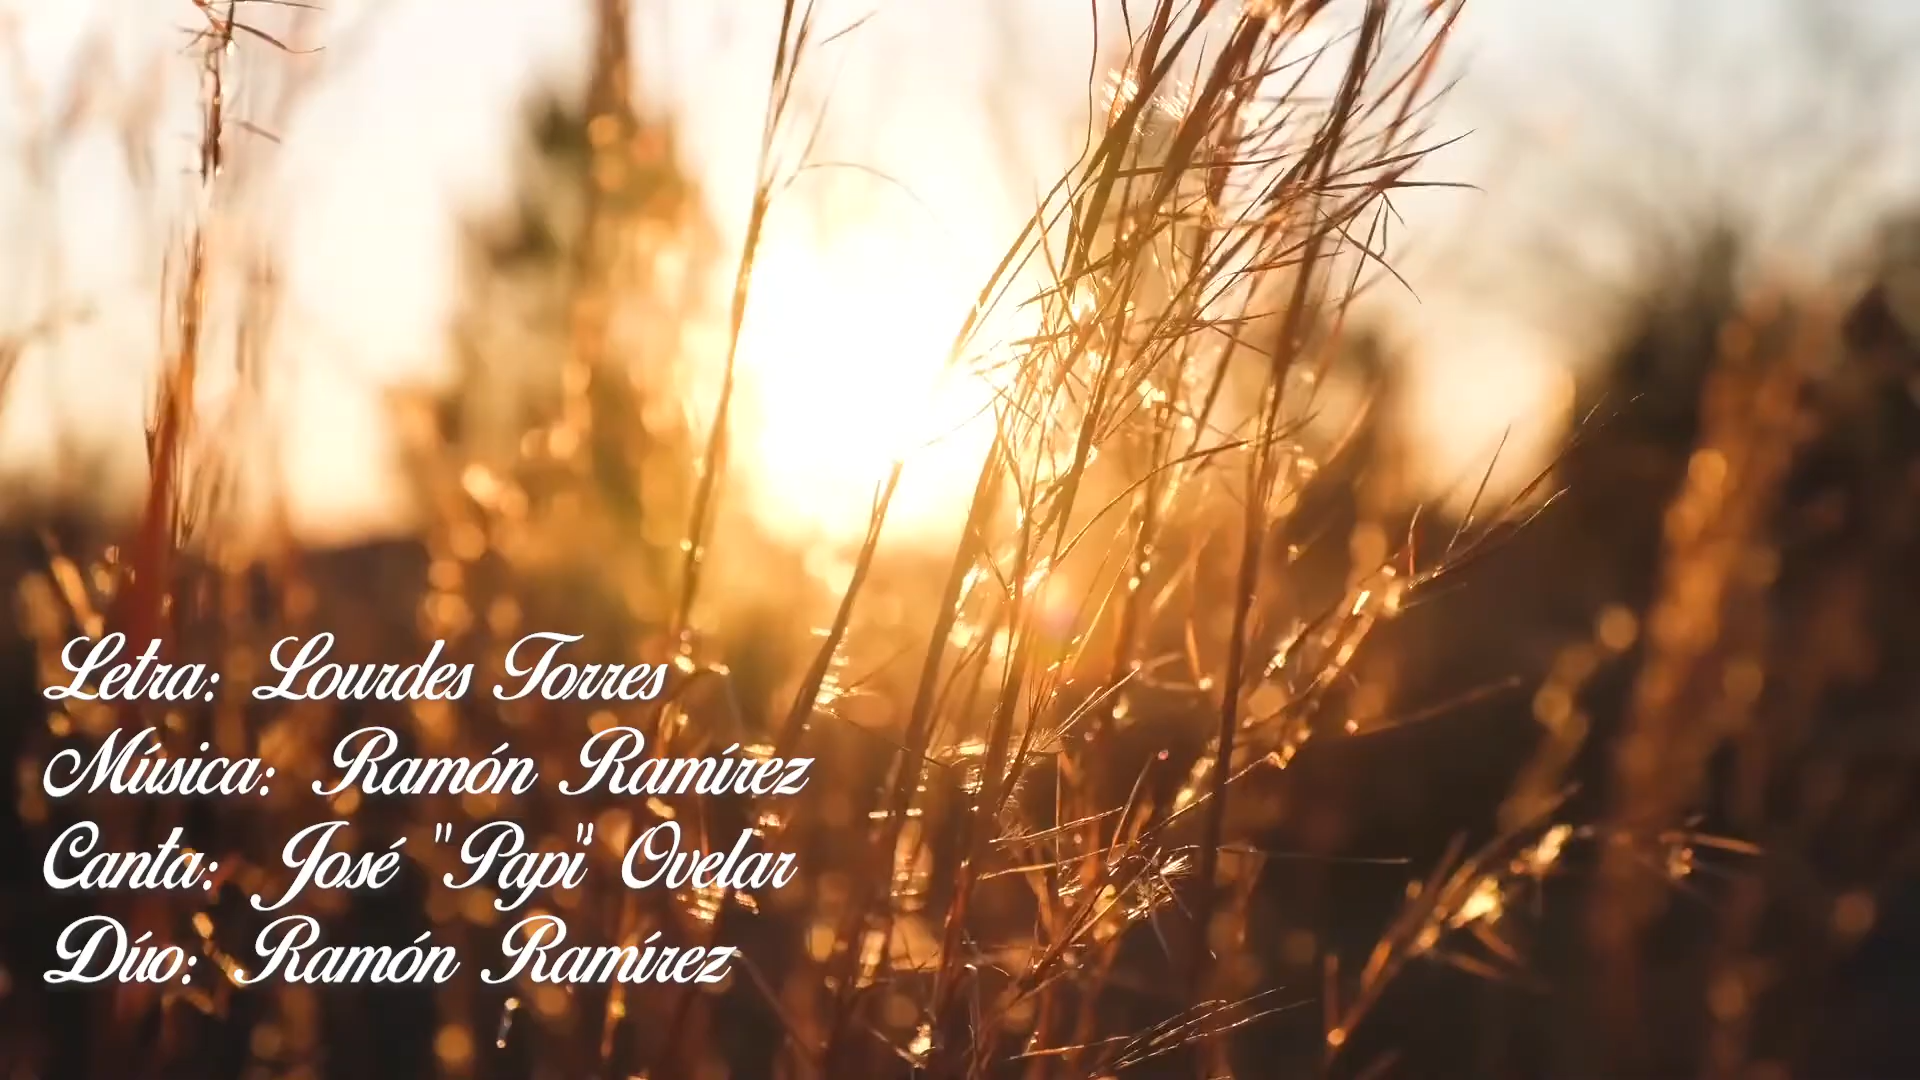 Letra: Lourdes Torres
Música: Ramón Ramírez
Canta: José "Papi" Ovelar
Dúo: Ramón Ramírez